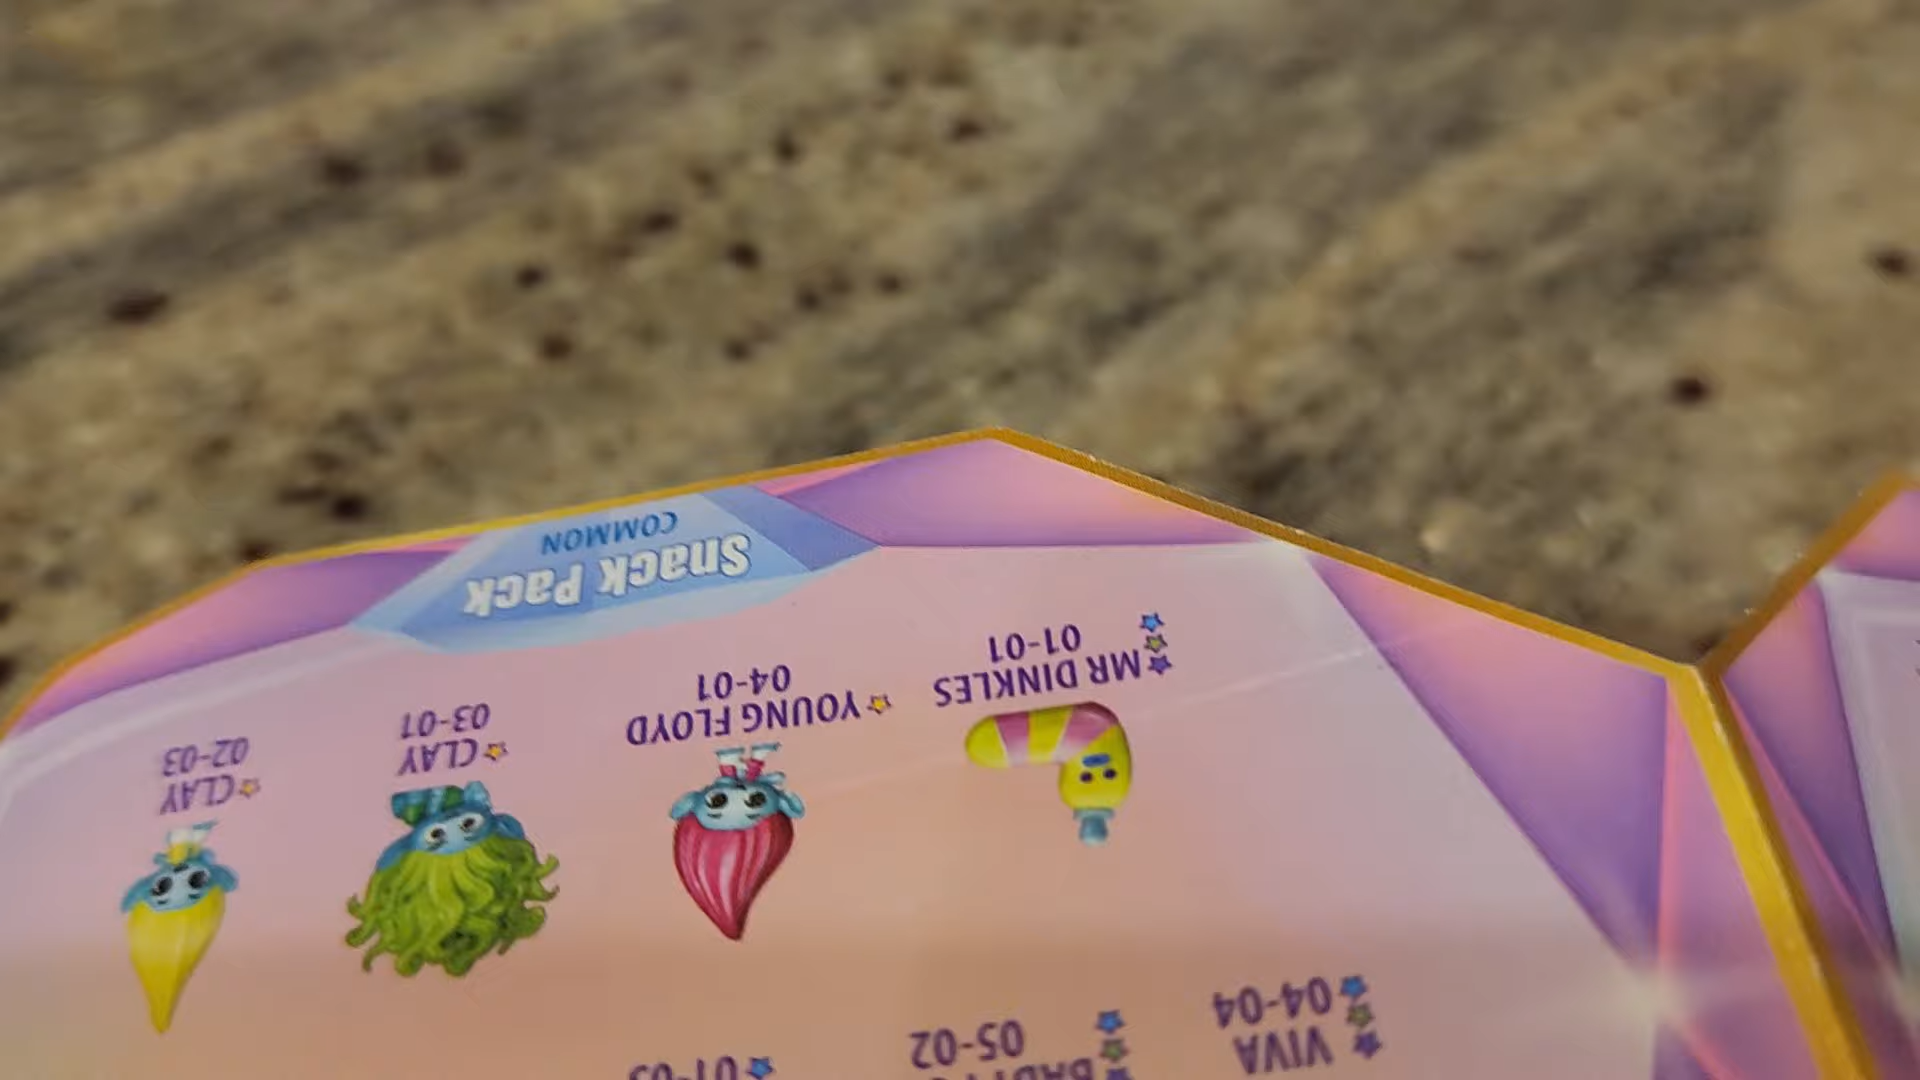 VIVA
04-04
05-02
MR DINKLES
01-01
YOUNG FLOYD
04-01
CLAY
03-01
CLAY
02-03
Snack Pack
COMMON